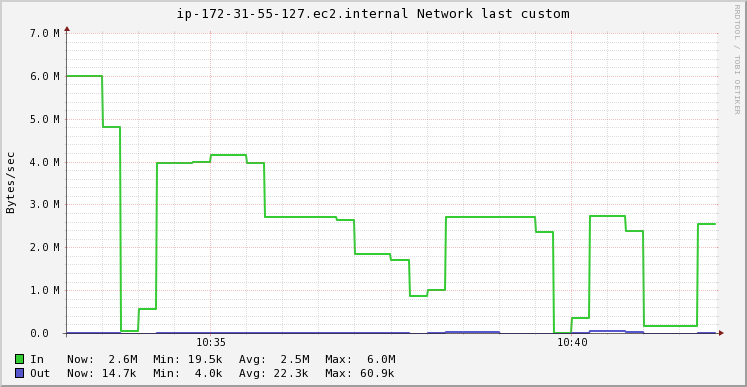 ip-172-31-55-127.ec2.internal Network last custom
RRDTOOL / TOBI OETIKER
7.0 M
6.0 M
5.0 M
4.0 M
3.0 M
2.0 M
1.0 M
0.0
Bytes/sec
10:35 10:40
In Now: 2.6M Min: 19.5k Avg: 2.5M Max: 6.0M
Out Now: 14.7k Min: 4.0k Avg: 22.3k Max: 60.9k